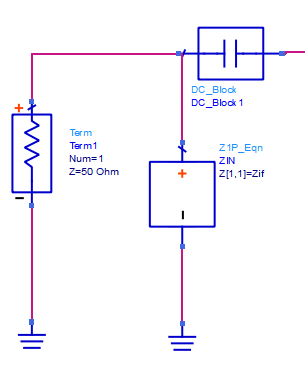 DC_Block
DC_Block1
Term
Term1
Num=1
Z=50 Ohm
Z1P_Eqn
ZIN
Z[1,1]=Zif